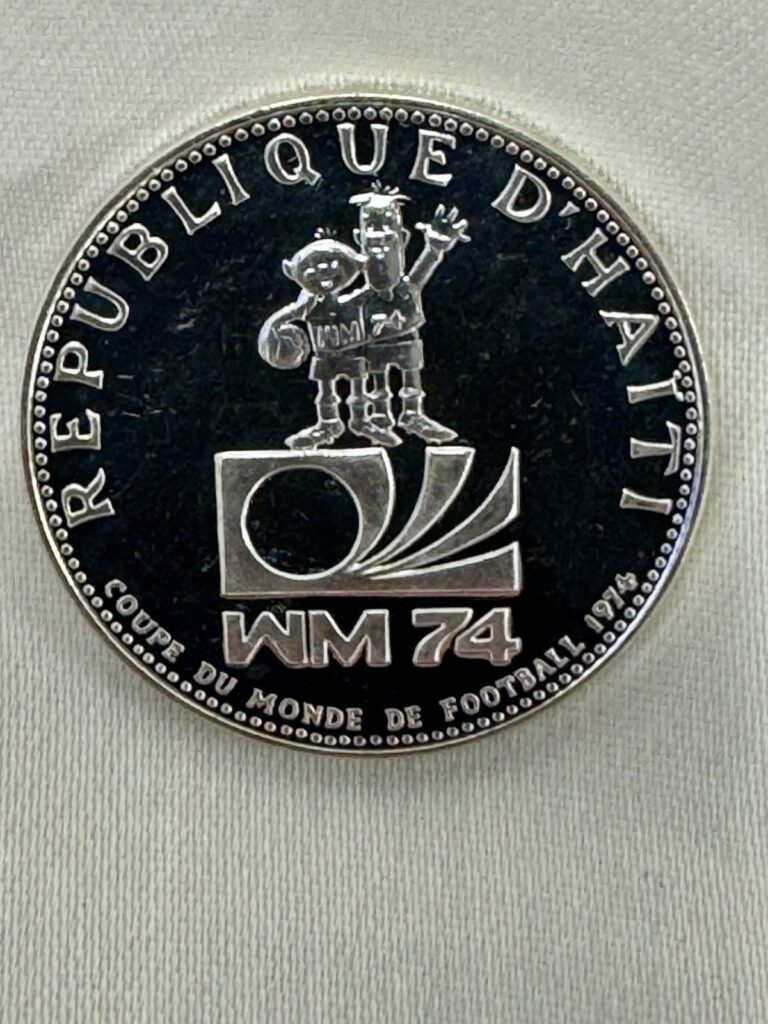 REPUBLIQUE D'HAITI
WM 74
WM 74
COUPE DU MONDE DE FOOTBALL 1974